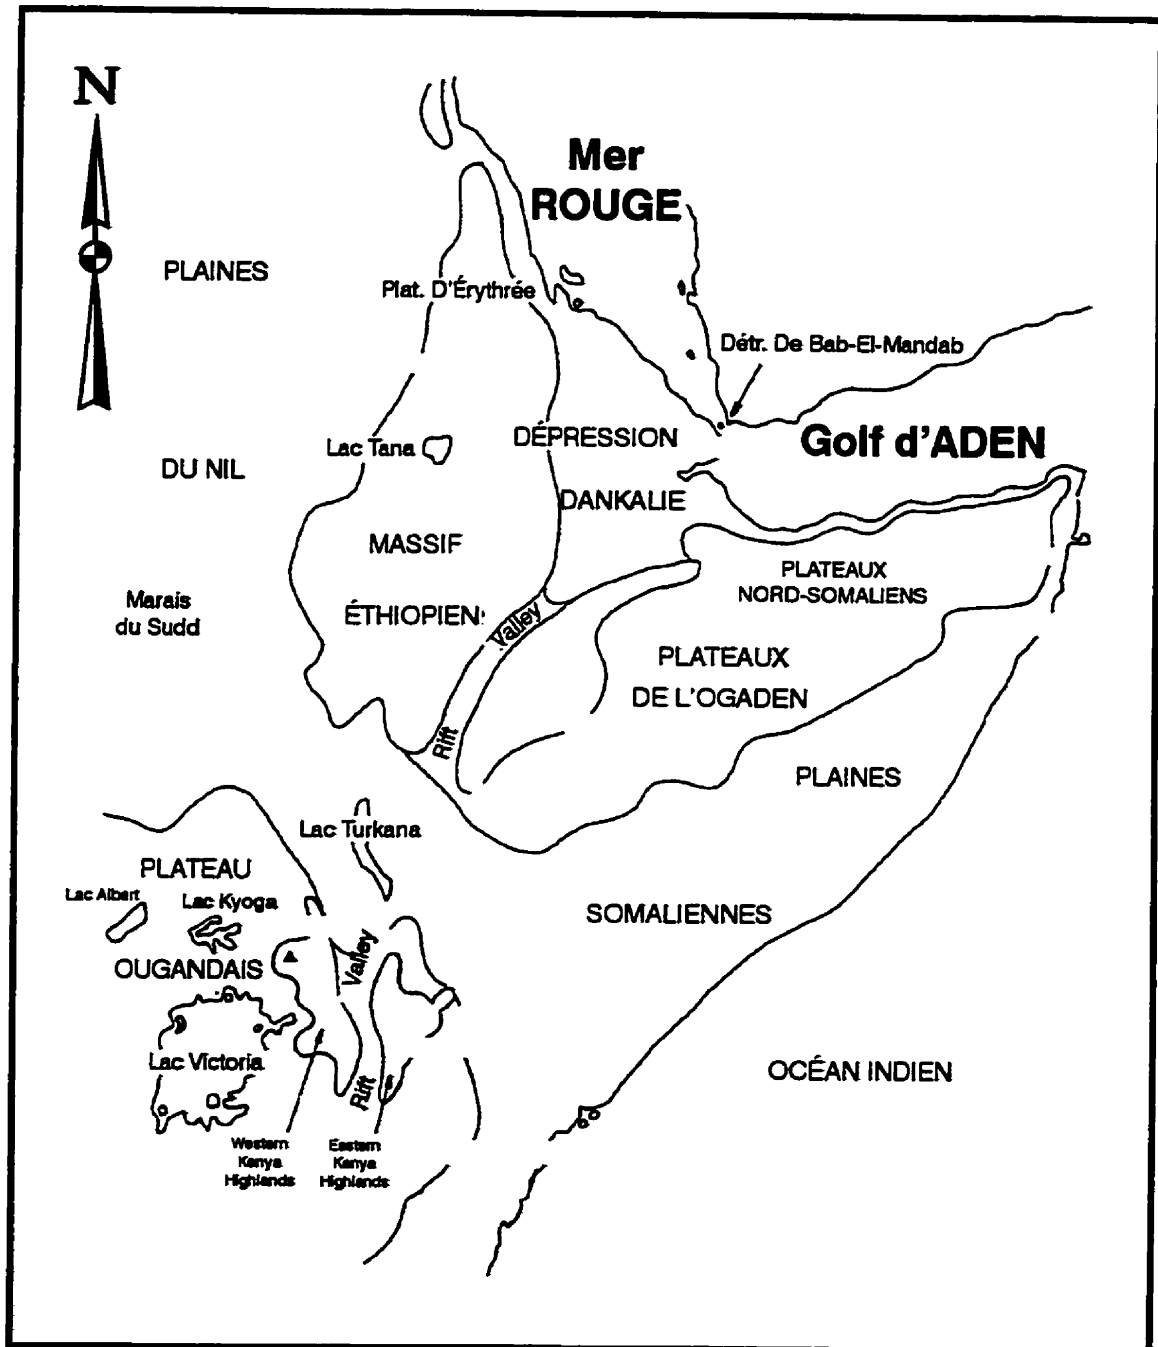 N
Mer
ROUGE
PLAINES
Plat. D'Érythrée
Détr. De Bab-El-Mandab
Lac Tana
DÉPRESSION
Golf d'ADEN
DU NIL
DANKALIE
MASSIF
PLATEAUX
NORD-SOMALIENS
Marais
du Sudd
ÉTHIOPIEN
Valley
PLATEAUX
DE L'OGADEN
Rift
PLAINES
Lac Turkana
PLATEAU
Lac Albert
Lac Kyoga
SOMALIENNES
OUGANDAIS
Valley
Lac Victoria
Rift
OCÉAN INDIEN
Western
Kenya
Highlands
Eastern
Kenya
Highlands